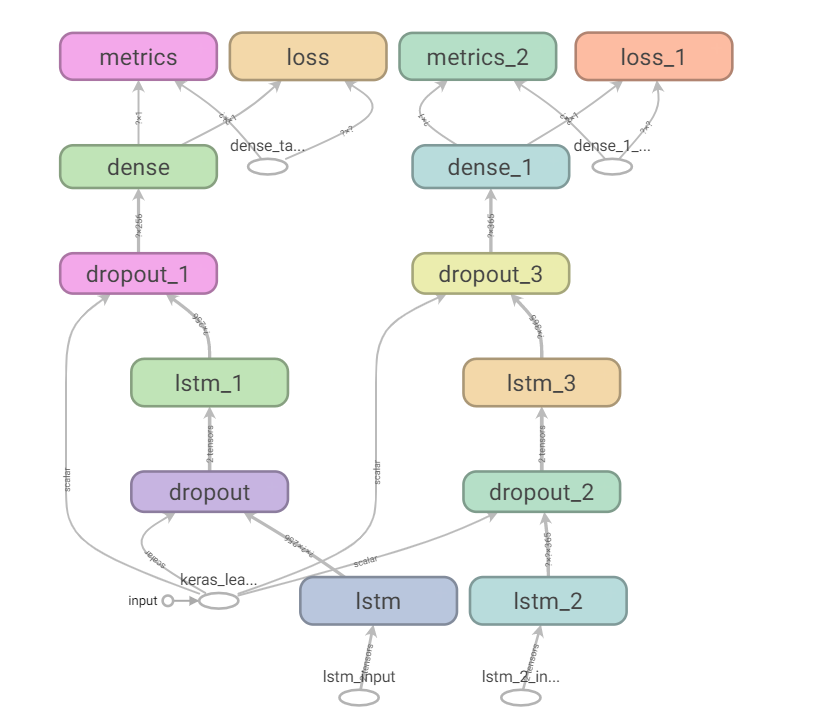 metrics
loss
metrics_2
loss_1
?×1
?×1
?×?
?×1
?×1
?×?
dense_ta...
dense_1_...
dense
dense_1
?×256
?×365
dropout_1
dropout_3
?×256
?×365
lstm_1
lstm_3
2 tensors
2 tensors
scalar
scalar
dropout
dropout_2
scalar
?×?×256
scalar
?×?×365
keras_lea...
input
lstm
lstm_2
2 tensors
2 tensors
lstm_input
lstm_2_in...